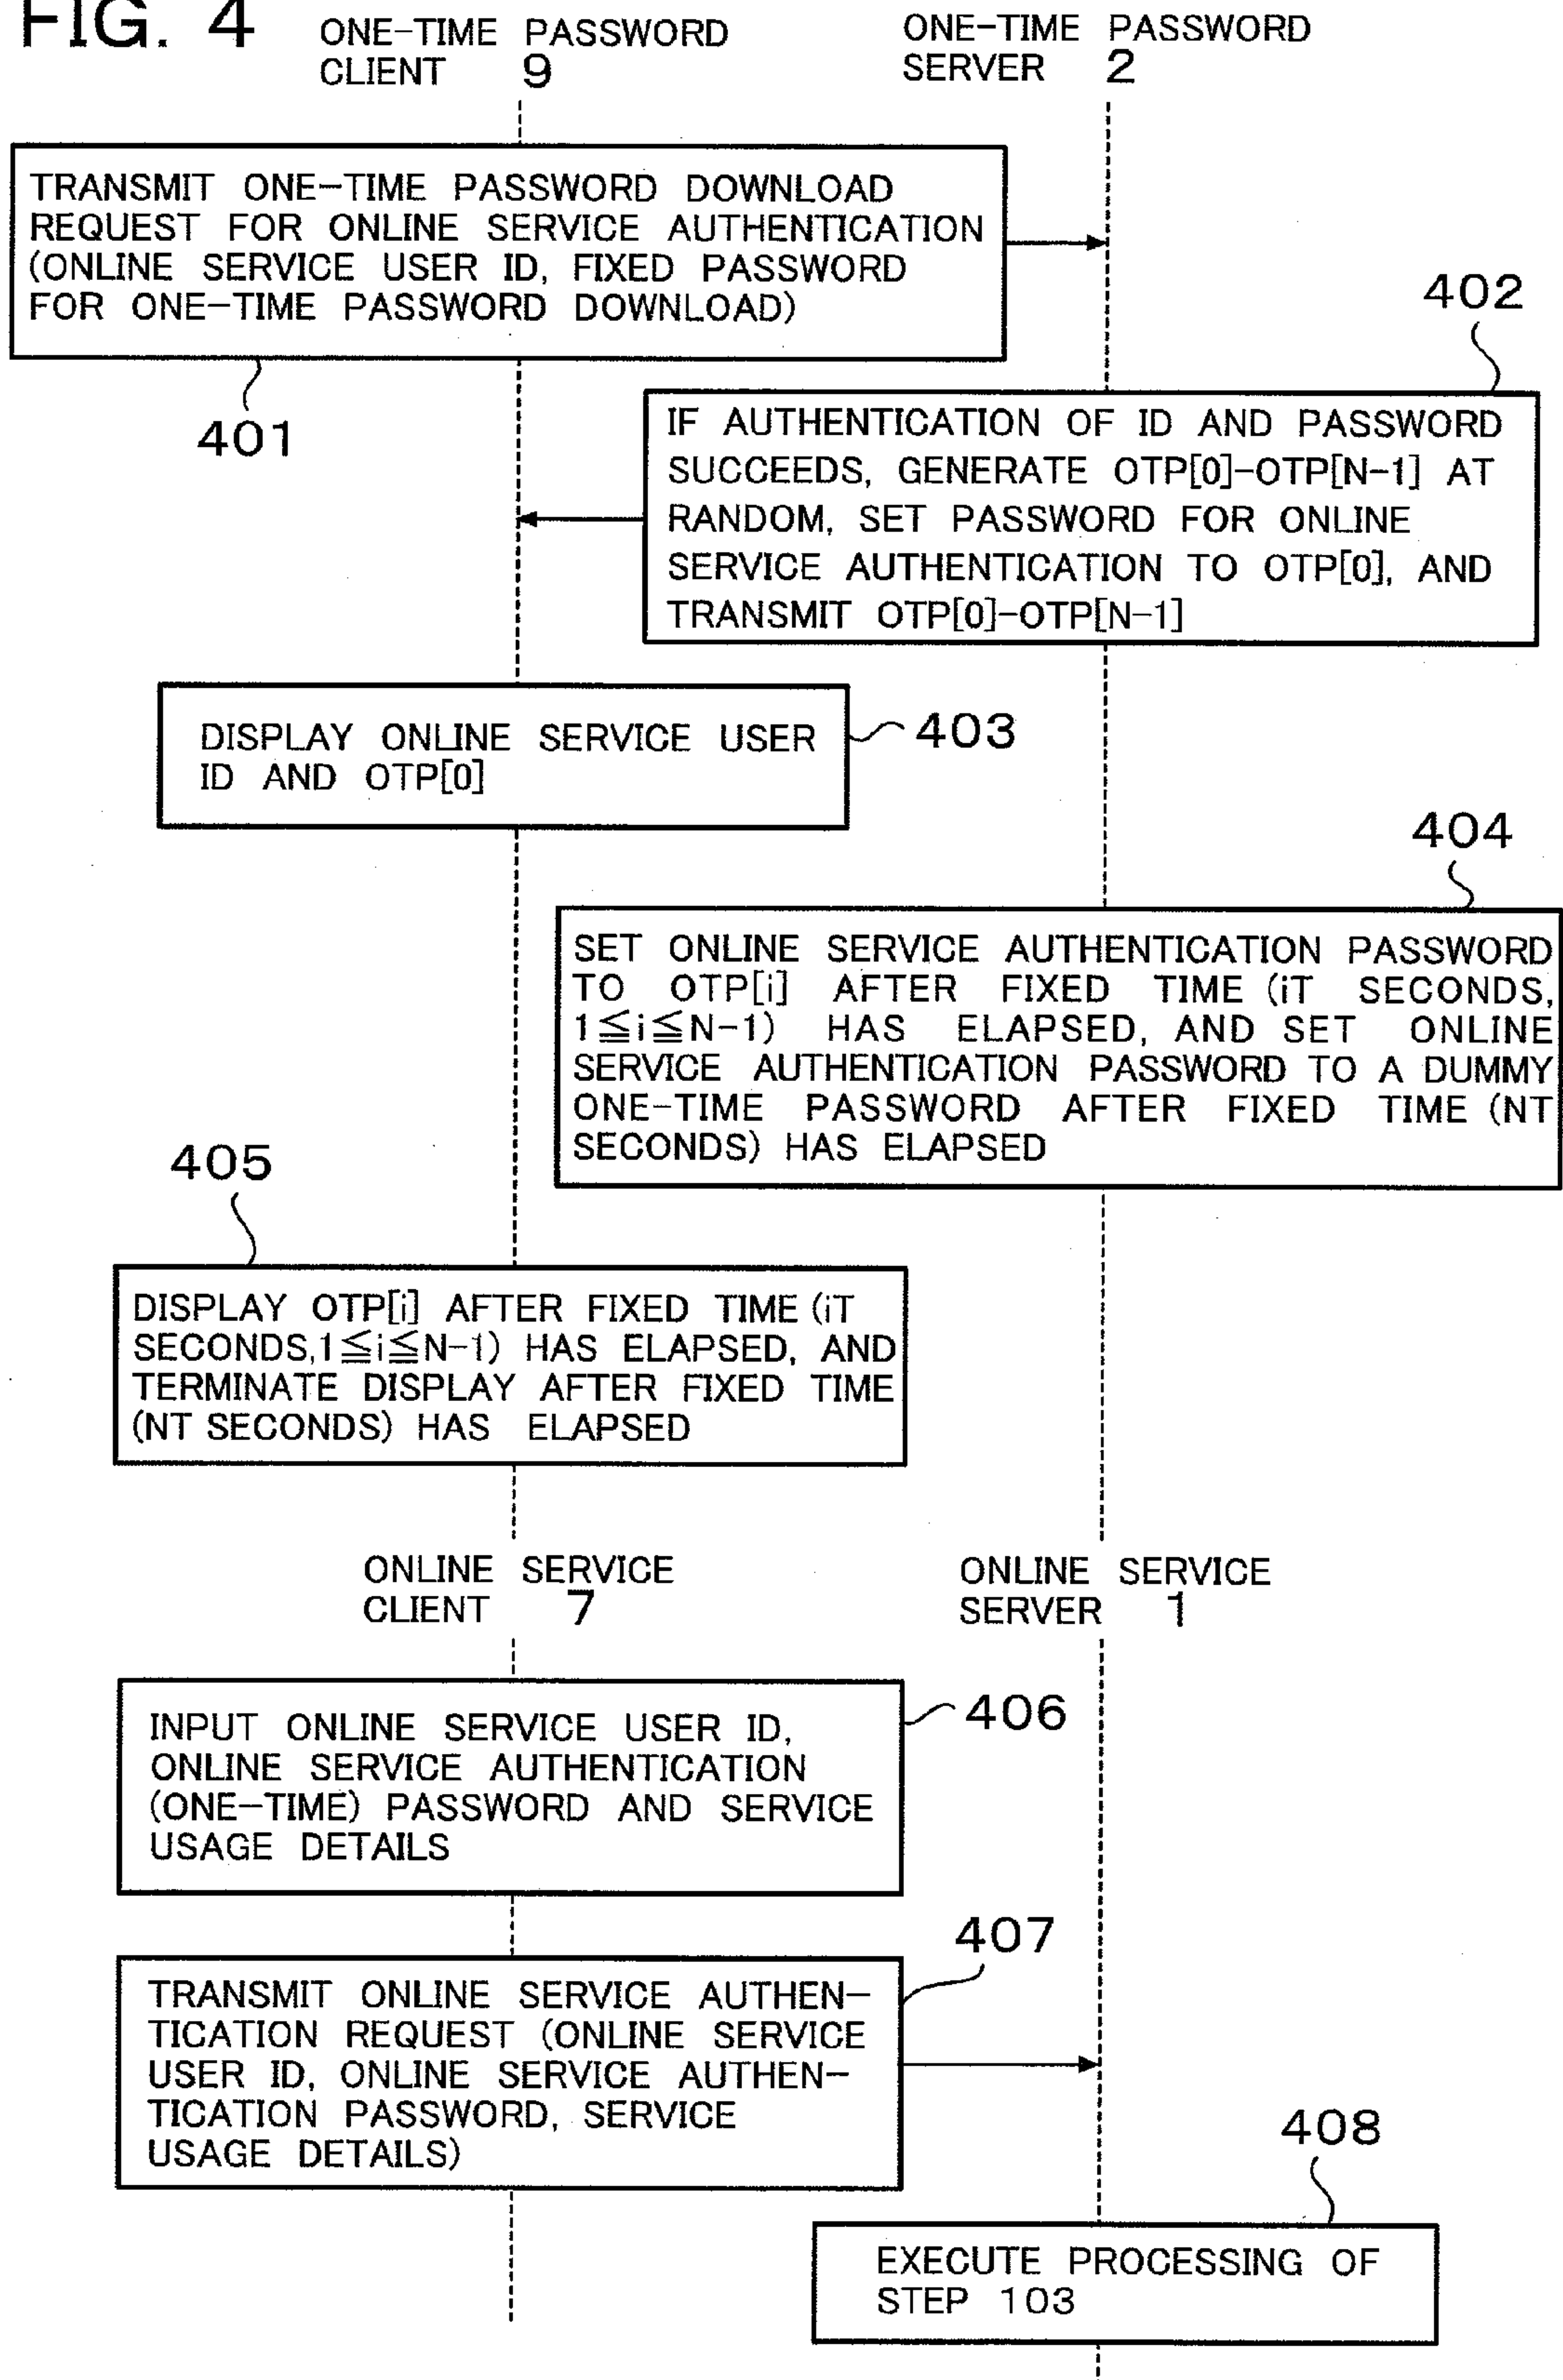 FIG. 4
ONE-TIME PASSWORD
CLIENT 9
ONE-TIME PASSWORD
SERVER 2
TRANSMIT ONE-TIME PASSWORD DOWNLOAD
REQUEST FOR ONLINE SERVICE AUTHENTICATION
(ONLINE SERVICE USER ID, FIXED PASSWORD
FOR ONE-TIME PASSWORD DOWNLOAD)
401
402
IF AUTHENTICATION OF ID AND PASSWORD
SUCCEEDS, GENERATE OTP[0]-OTP[N-1] AT
RANDOM, SET PASSWORD FOR ONLINE
SERVICE AUTHENTICATION TO OTP[0], AND
TRANSMIT OTP[0]-OTP[N-1]
DISPLAY ONLINE SERVICE USER
ID AND OTP[0]
403
404
SET ONLINE SERVICE AUTHENTICATION PASSWORD
TO OTP[i] AFTER FIXED TIME (iT SECONDS,
1≦i≦N-1) HAS ELAPSED, AND SET ONLINE
SERVICE AUTHENTICATION PASSWORD TO A DUMMY
ONE-TIME PASSWORD AFTER FIXED TIME (NT
SECONDS) HAS ELAPSED
405
DISPLAY OTP[i] AFTER FIXED TIME (iT
SECONDS,1≦i≦N-1) HAS ELAPSED, AND
TERMINATE DISPLAY AFTER FIXED TIME
(NT SECONDS) HAS ELAPSED
ONLINE SERVICE
CLIENT 7
ONLINE SERVICE
SERVER 1
INPUT ONLINE SERVICE USER ID,
ONLINE SERVICE AUTHENTICATION
(ONE-TIME) PASSWORD AND SERVICE
USAGE DETAILS
406
407
TRANSMIT ONLINE SERVICE AUTHEN-
TICATION REQUEST (ONLINE SERVICE
USER ID, ONLINE SERVICE AUTHEN-
TICATION PASSWORD, SERVICE
USAGE DETAILS)
408
EXECUTE PROCESSING OF
STEP 103